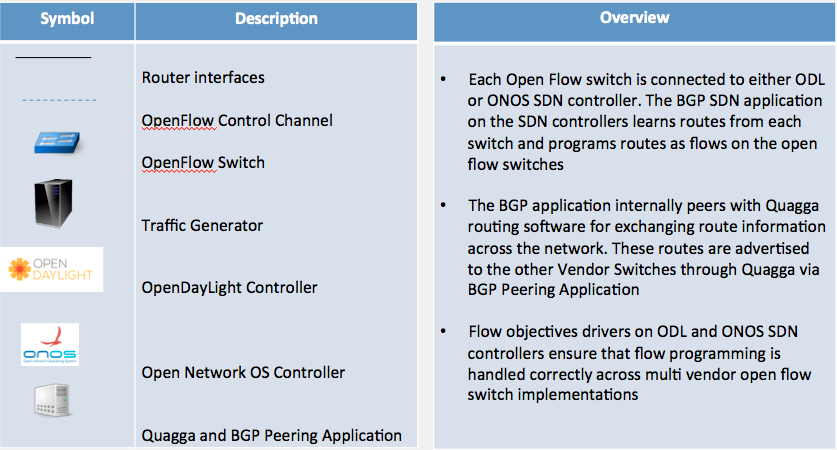 Symbol
Description
Router interfaces
OpenFlow Control Channel
OpenFlow Switch
Traffic Generator
OPEN
DAYLIGHT
OpenDayLight Controller
onos
Open Network Operating System
Open Network OS Controller
Quagga and BGP Peering Application
Overview
• Each Open Flow switch is connected to either ODL
or ONOS SDN controller. The BGP SDN application
on the SDN controllers learns routes from each
switch and programs routes as flows on the open
flow switches
• The BGP application internally peers with Quagga
routing software for exchanging route information
across the network. These routes are advertised
to the other Vendor Switches through Quagga via
BGP Peering Application
• Flow objectives drivers on ODL and ONOS SDN
controllers ensure that flow programming is
handled correctly across multi vendor open flow
switch implementations